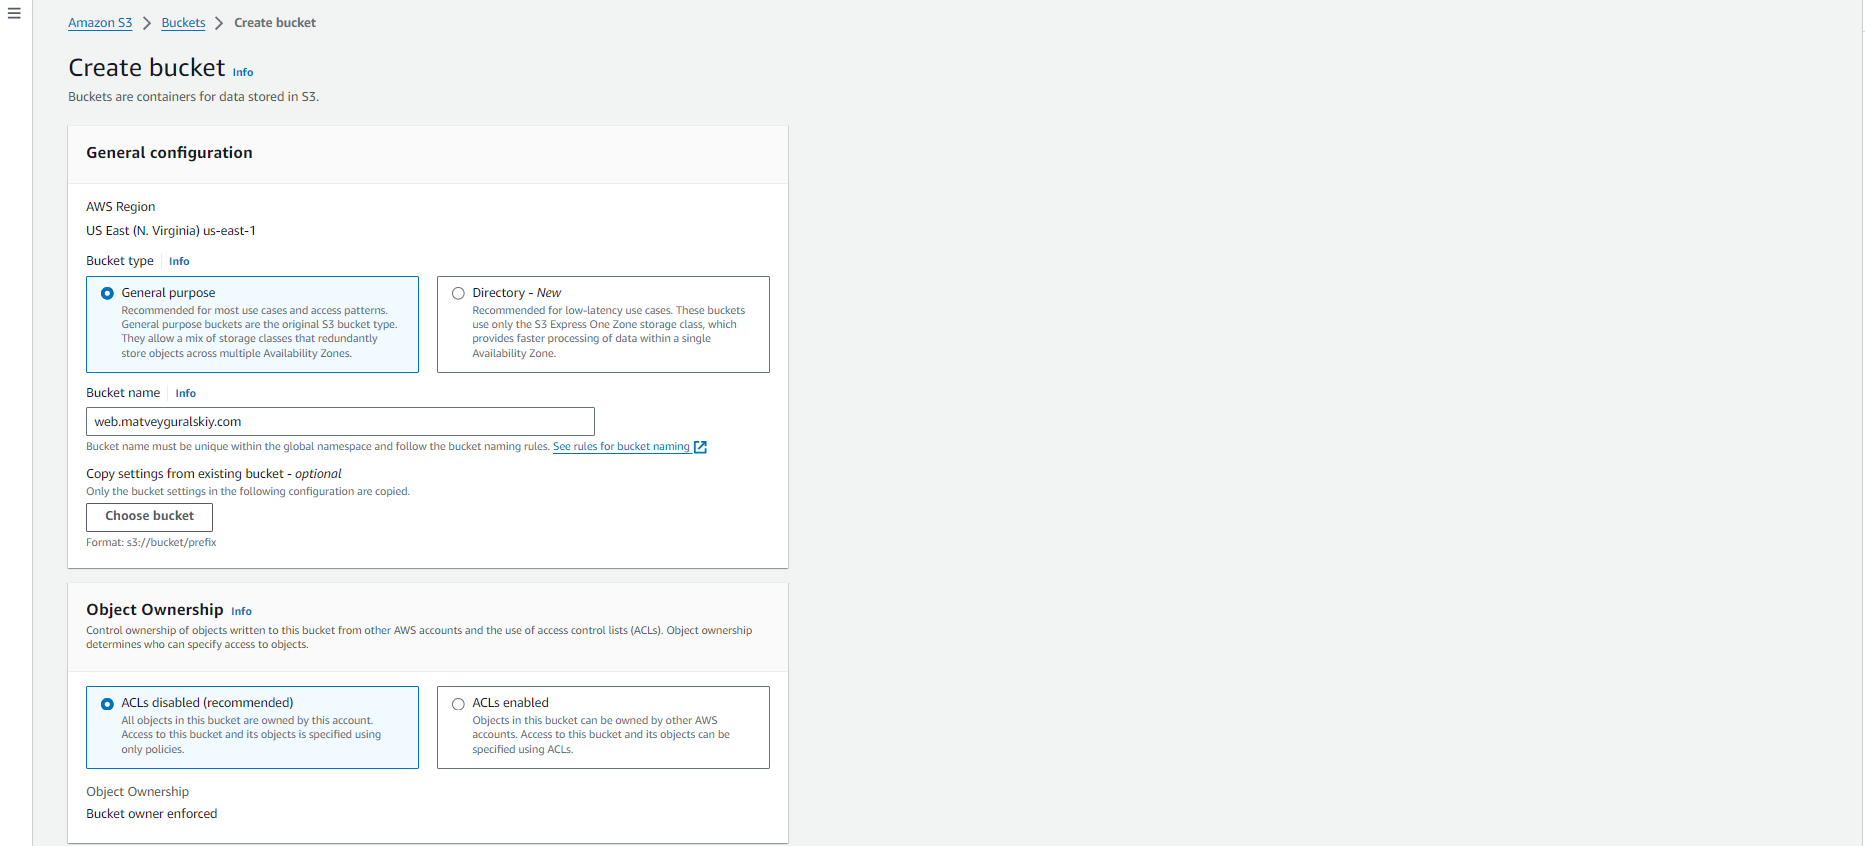 Amazon S3 > Buckets > Create bucket
Create bucket Info
Buckets are containers for data stored in S3.
General configuration
AWS Region
US East (N. Virginia) us-east-1
Bucket type Info
General purpose
Recommended for most use cases and access patterns.
General purpose buckets are the original S3 bucket type.
They allow a mix of storage classes that redundantly
store objects across multiple Availability Zones.
Directory - New
Recommended for low-latency use cases. These buckets
use only the S3 Express One Zone storage class, which
provides faster processing of data within a single
Availability Zone.
Bucket name Info
web.matveyguralskiy.com
Bucket name must be unique within the global namespace and follow the bucket naming rules. See rules for bucket naming
Copy settings from existing bucket - optional
Only the bucket settings in the following configuration are copied.
Choose bucket
Format: s3://bucket/prefix
Object Ownership Info
Control ownership of objects written to this bucket from other AWS accounts and the use of access control lists (ACLs). Object ownership
determines who can specify access to objects.
ACLs disabled (recommended)
All objects in this bucket are owned by this account.
Access to this bucket and its objects is specified using
only policies.
ACLs enabled
Objects in this bucket can be owned by other AWS
accounts. Access to this bucket and its objects can be
specified using ACLs.
Object Ownership
Bucket owner enforced